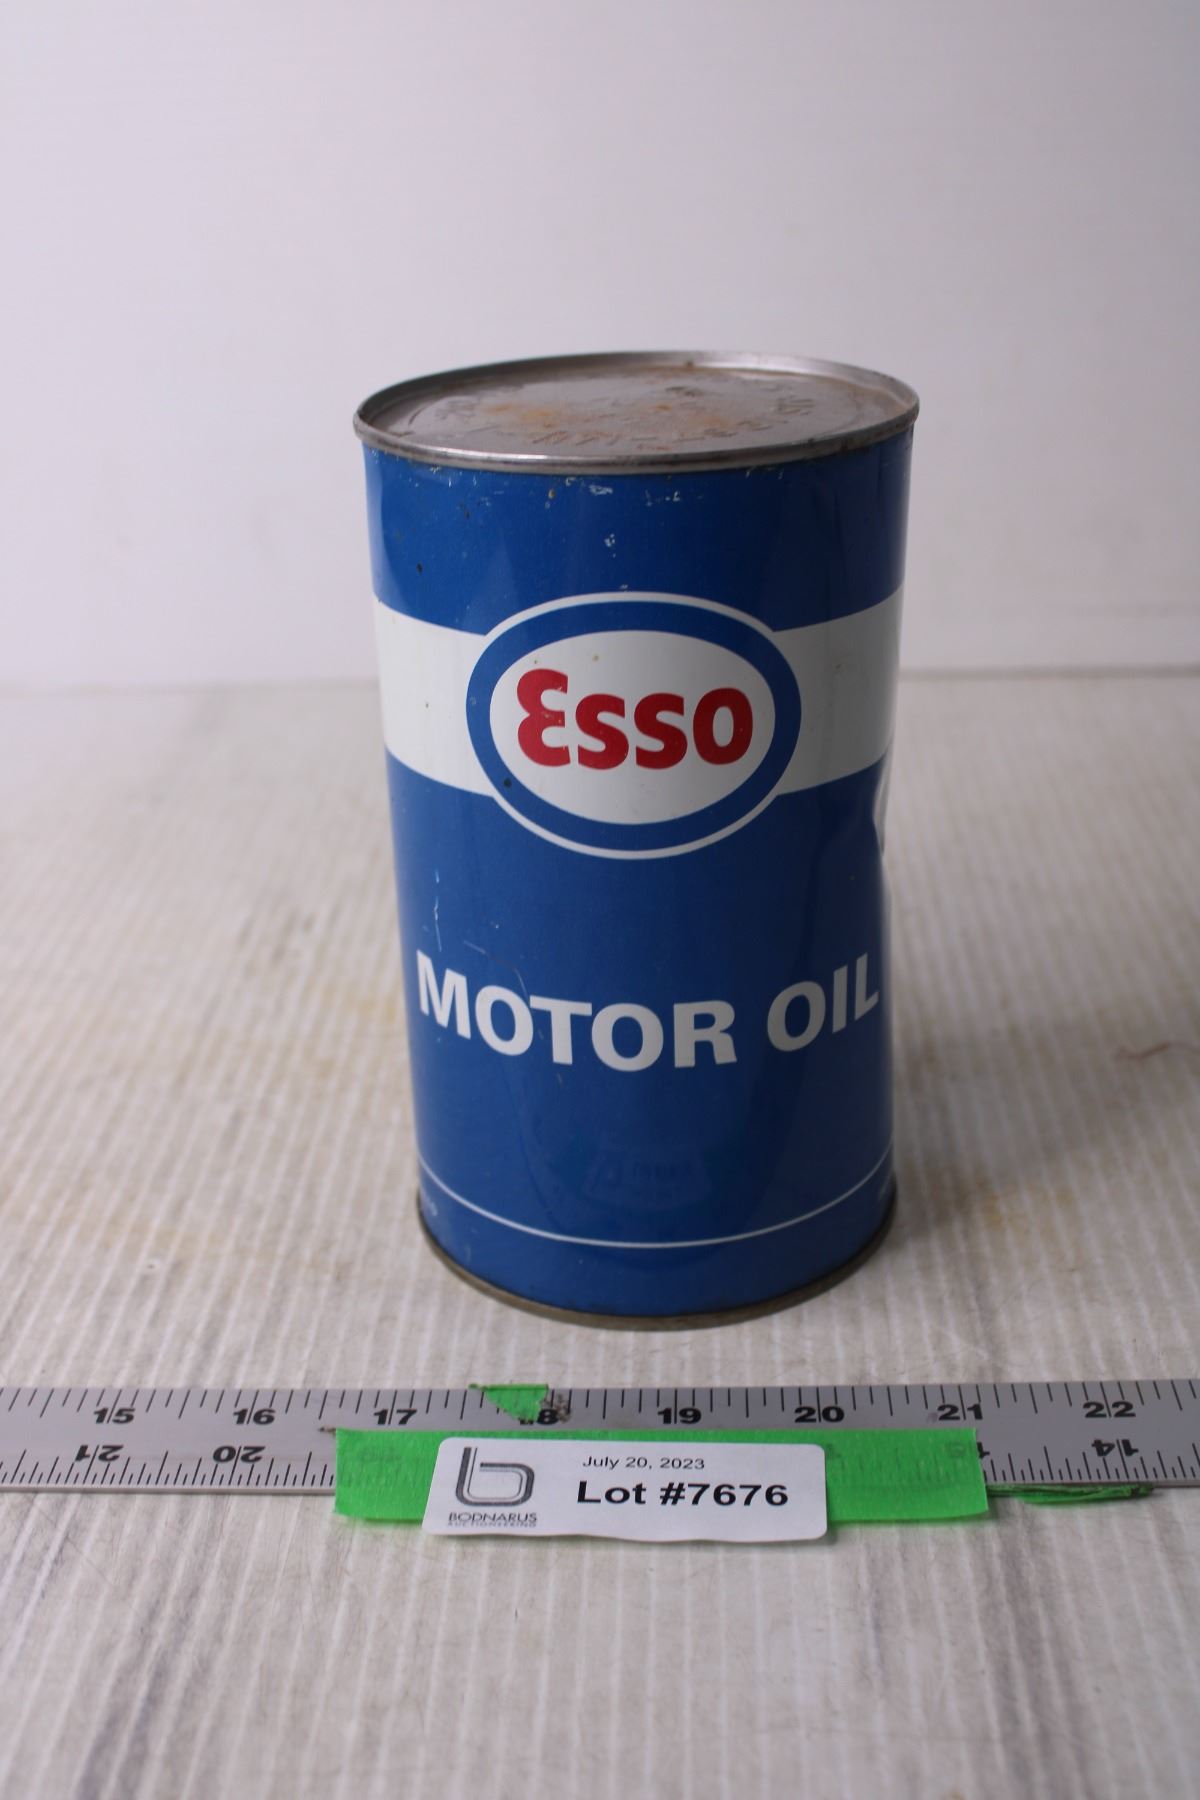 Esso
MOTOR OIL
15 16 17 18 19 20 21 22
21 20 14
July 20, 2023
Lot #7676
BODNARUS
AUCTIONEERING